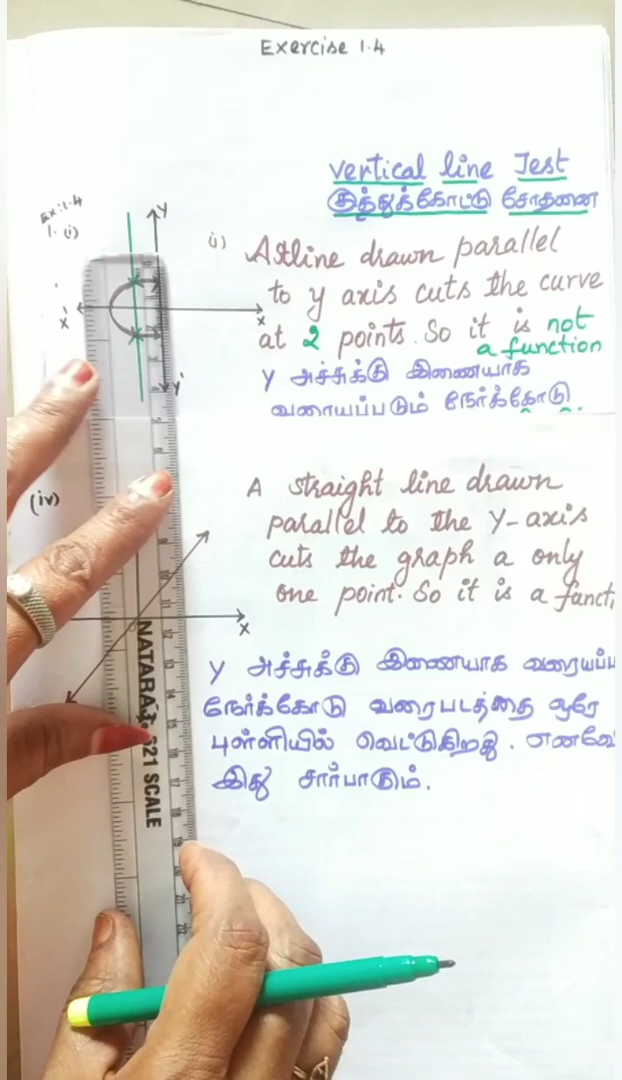 Exercise 1.4
Vertical line Test
குத்துக்கோட்டு சோதனை
Ex:1.4
1. (i)
Y
X'
X
Y'
i) A stline drawn parallel
to y axis cuts the curve
at 2 points. So it is not
a function
Y அச்சுக்கு இணையாக
வரையப்படும் நேர்க்கோடு
(iv)
X
A straight line drawn
parallel to the Y-axis
cuts the graph a only
one point. So it is a funct
Y அச்சுக்கு இணையாக வரையப்ப
நேர்க்கோடு வரைபடத்தை ஒரே
புள்ளியில் வெட்டுகிறது. எனவே
இது சார்பாகும்.
NATARAJ 621 SCALE